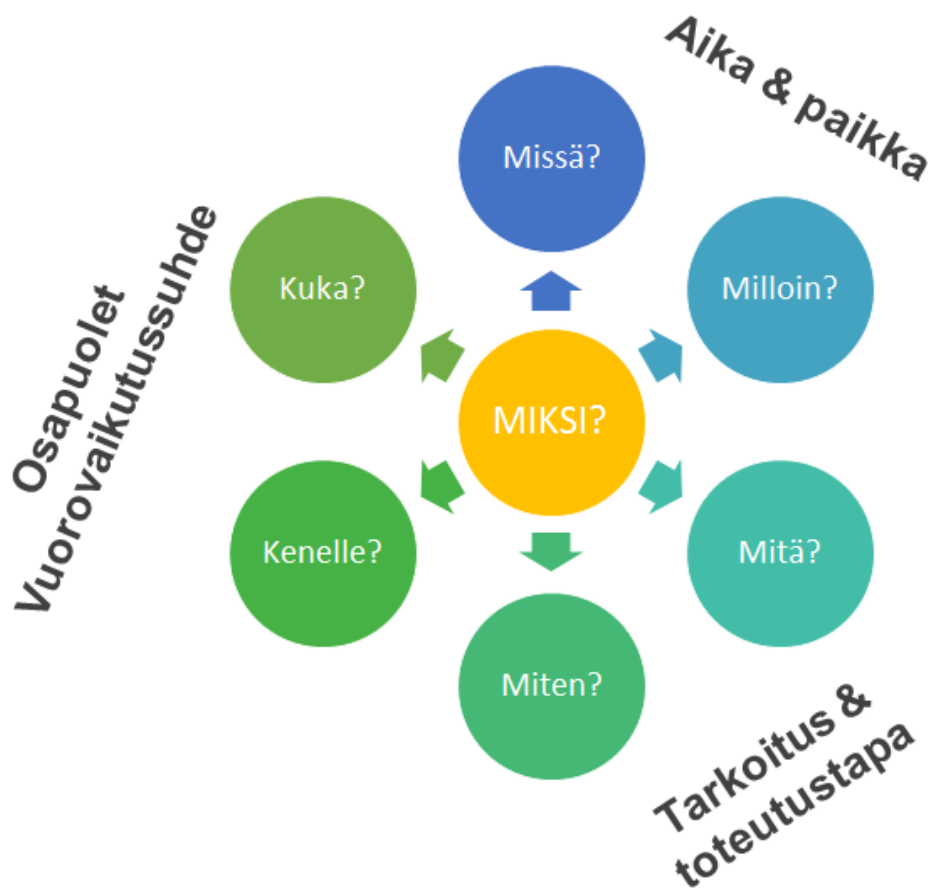 Aika & paikka
Missä?
Milloin?
Kuka?
MIKSI?
Osapuolet
Vuorovaikutussuhde
Kenelle?
Mitä?
Miten?
Tarkoitus &
toteutustapa